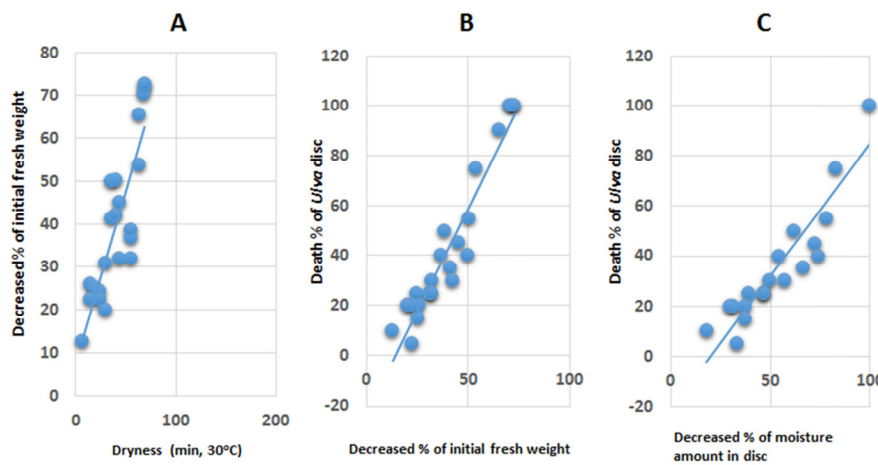 A
B
C
Decreased% of initial fresh weight
80
70
60
50
40
30
20
10
0
0 100 200
Dryness (min, 30°C)
Death % of Ulva disc
120
100
80
60
40
20
0
-20
0 50 100
Decreased % of initial fresh weight
Death % of Ulva disc
120
100
80
60
40
20
0
-20
0 50 100
Decreased % of moisture
amount in disc